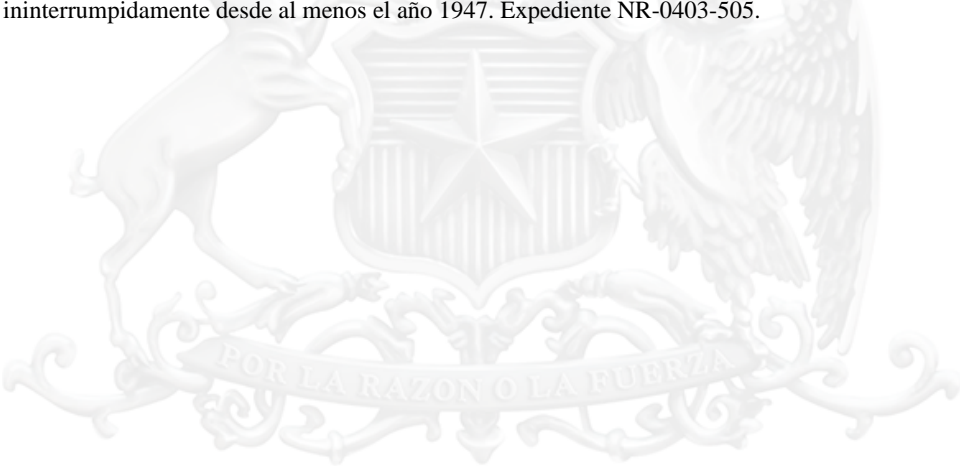 ininterrumpidamente desde al menos el año 1947. Expediente NR-0403-505.
POR LA RAZON O LA FUERZA